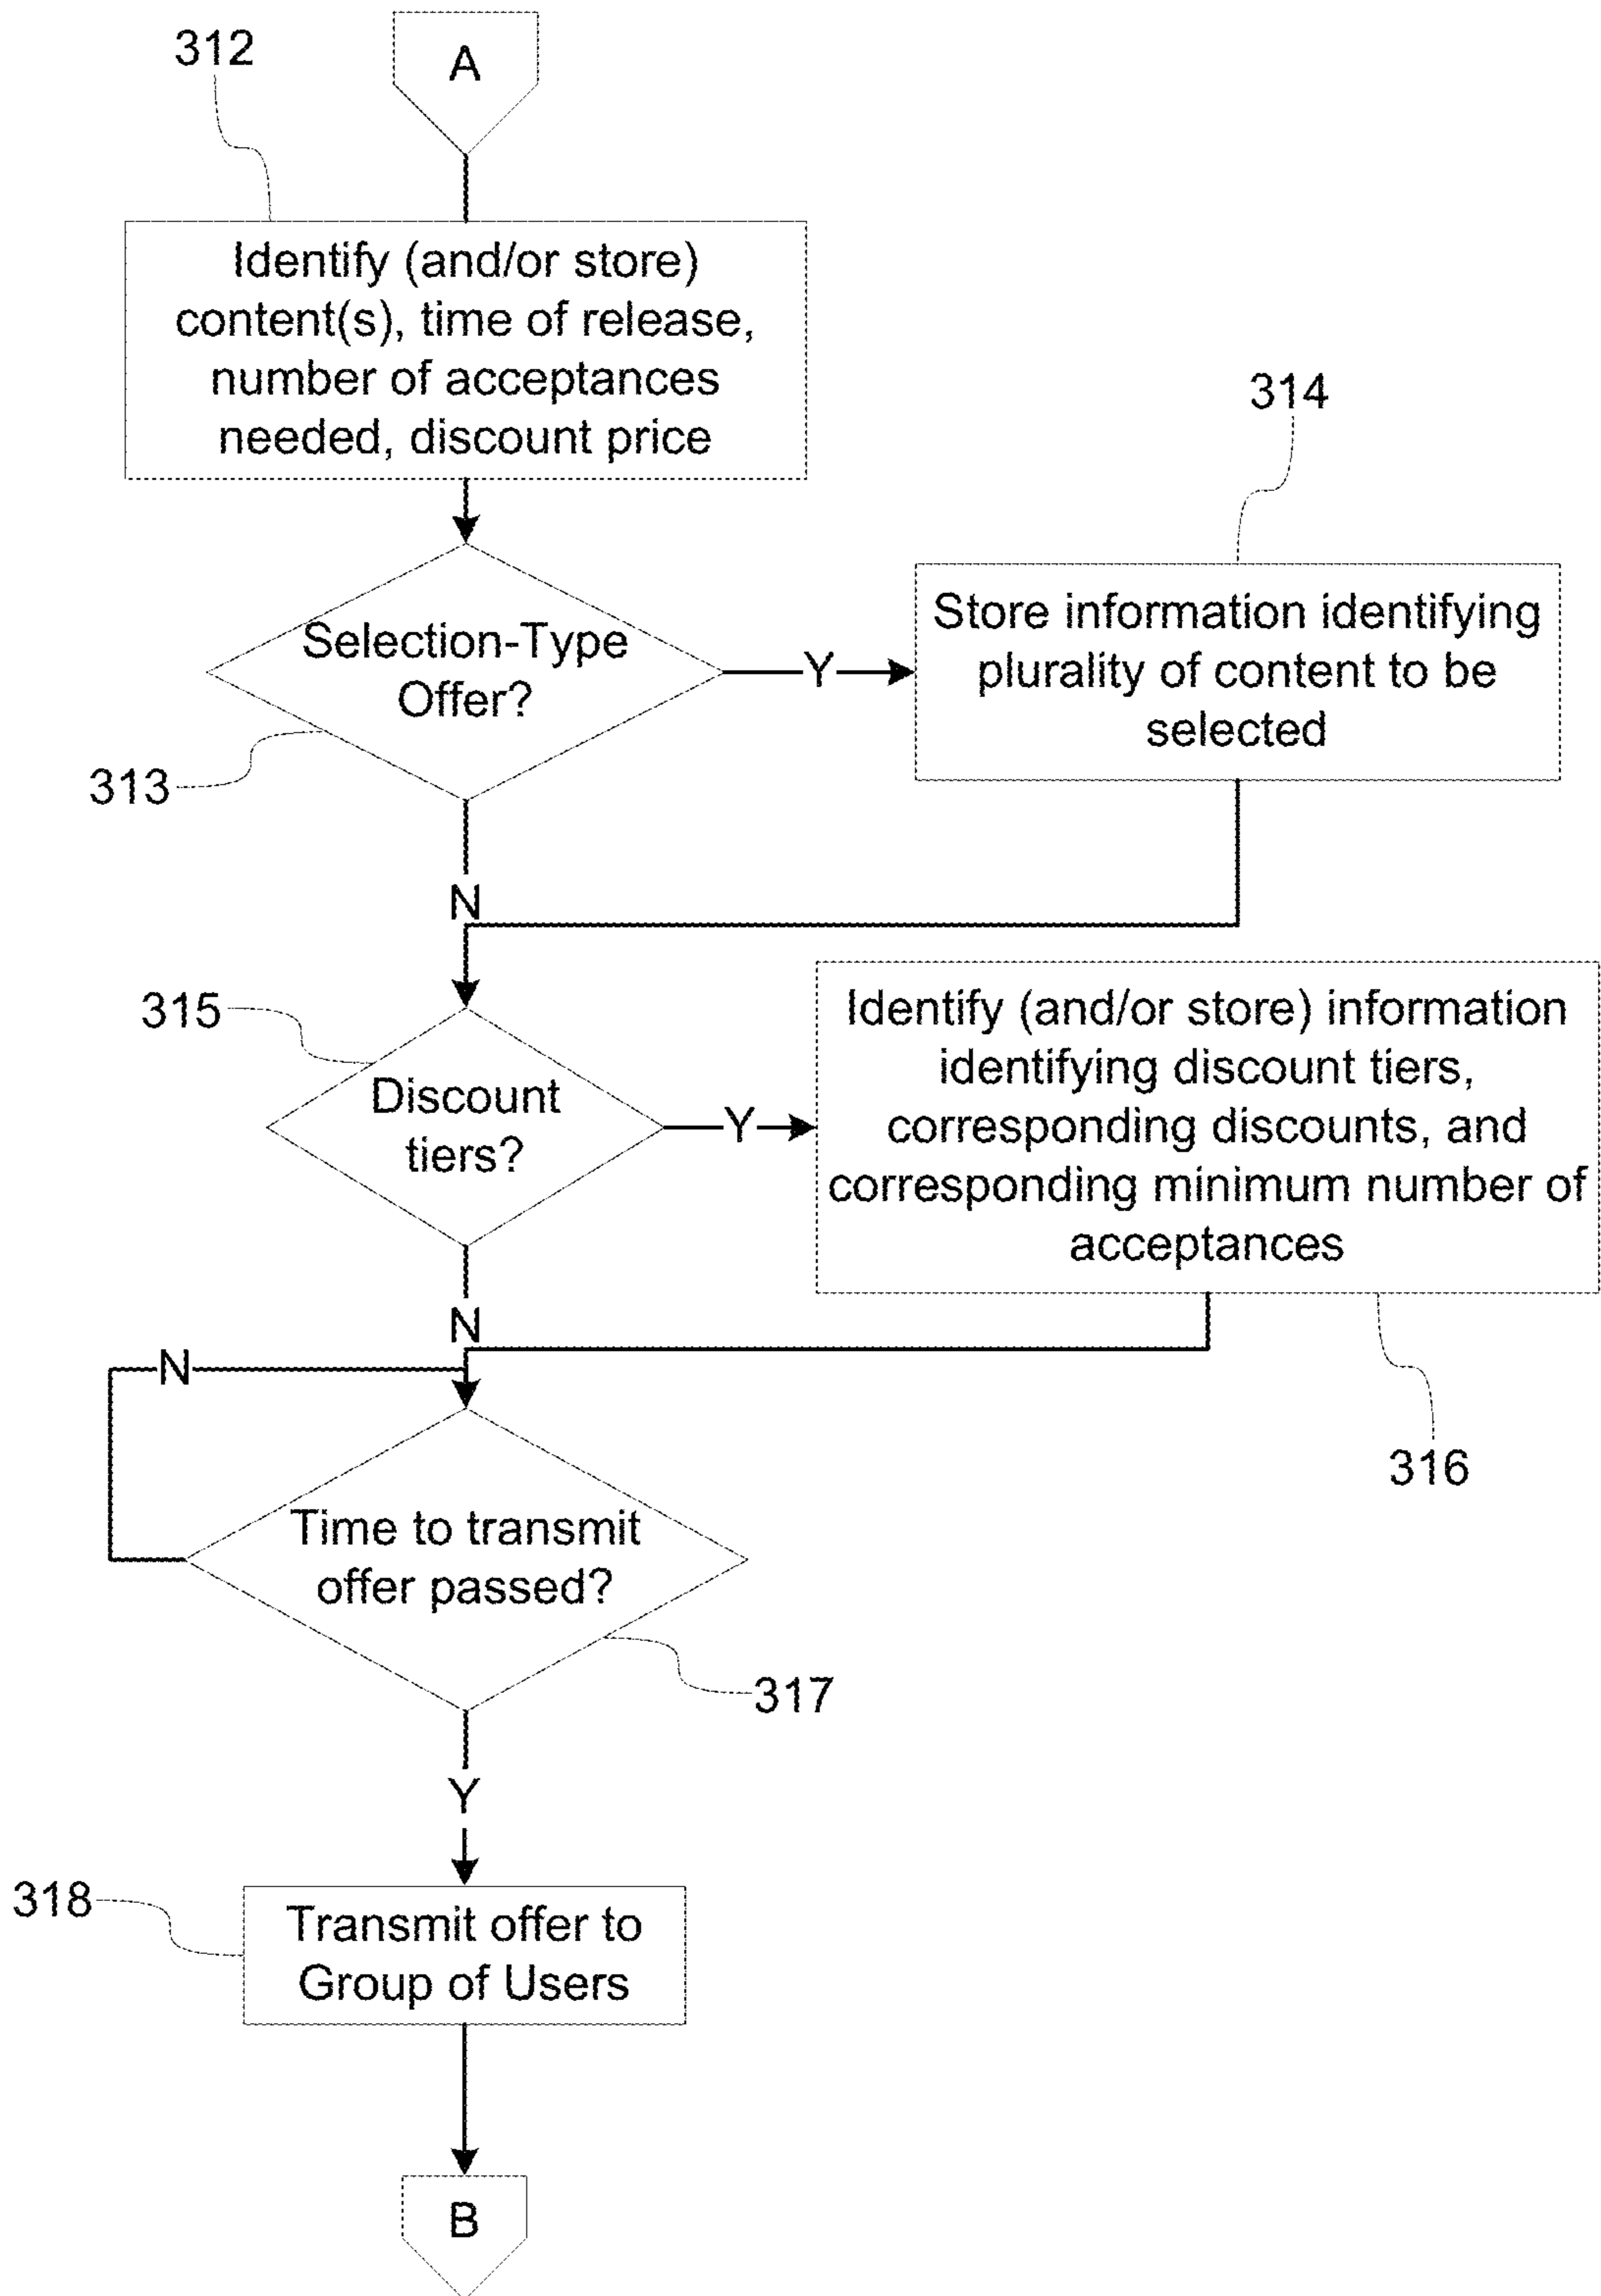 312
A
Identify (and/or store)
content(s), time of release,
number of acceptances
needed, discount price
314
Selection-Type
Offer?
Y
Store information identifying
plurality of content to be
selected
313
N
315
Discount
tiers?
Y
Identify (and/or store) information
identifying discount tiers,
corresponding discounts, and
corresponding minimum number of
acceptances
N
N
316
Time to transmit
offer passed?
317
Y
318
Transmit offer to
Group of Users
B